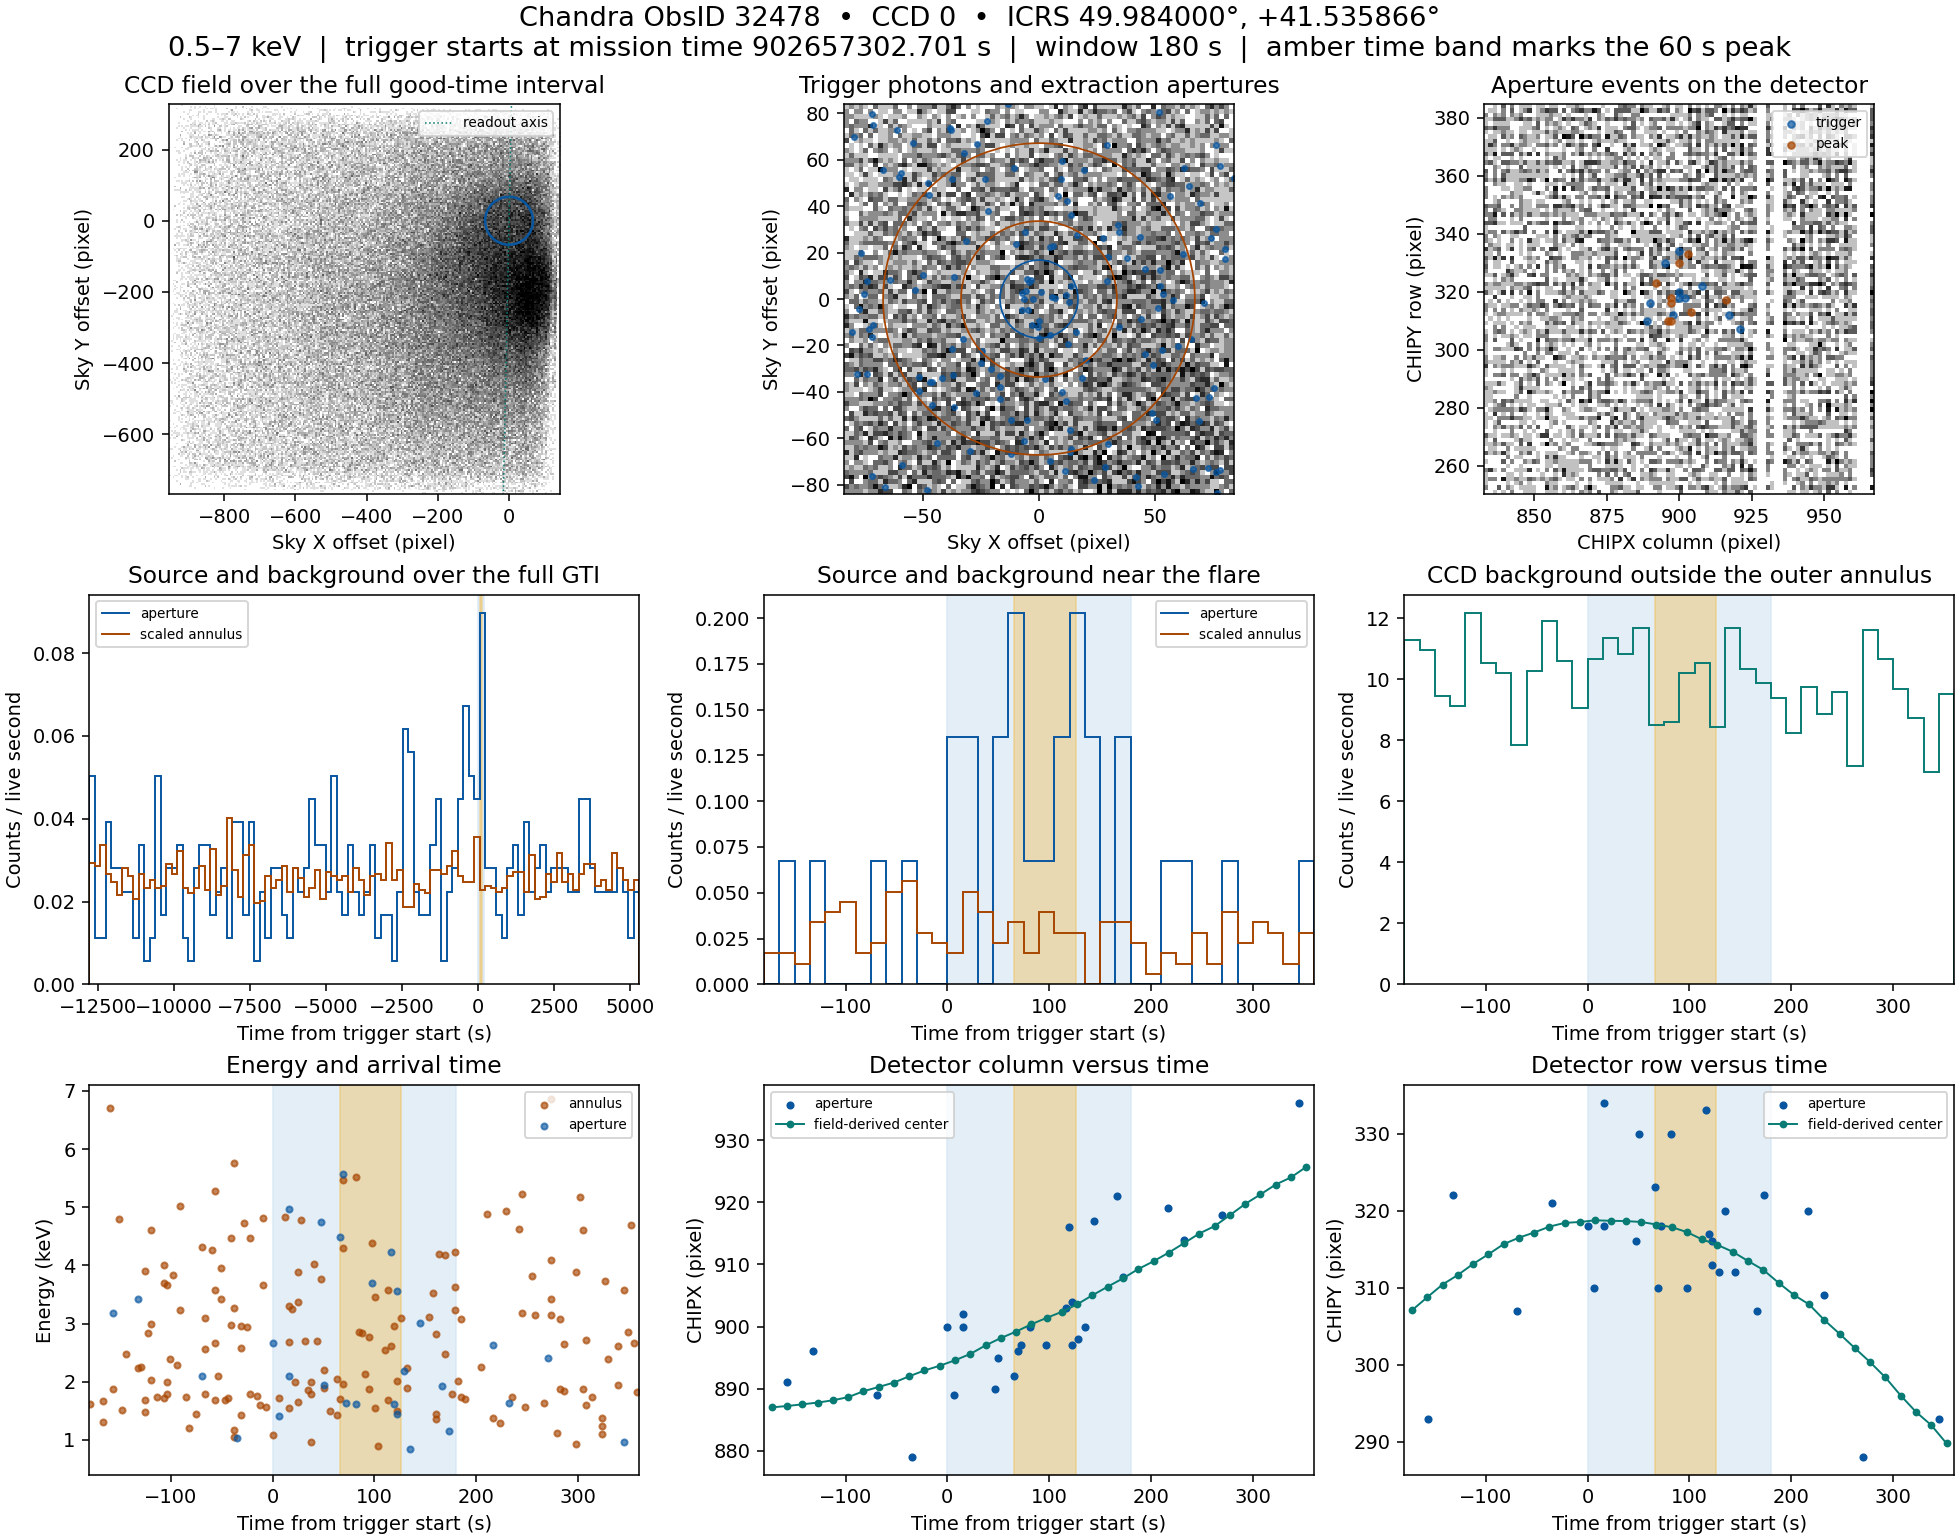 Chandra ObsID 32478 • CCD 0 • ICRS 49.984000°, +41.535866°
0.5–7 keV | trigger starts at mission time 902657302.701 s | window 180 s | amber time band marks the 60 s peak
CCD field over the full good-time interval
readout axis
200
0
−200
−400
−600
−800
−600
−400
−200
0
Sky Y offset (pixel)
Sky X offset (pixel)
Trigger photons and extraction apertures
80
60
40
20
0
−20
−40
−60
−80
−50
0
50
Sky Y offset (pixel)
Sky X offset (pixel)
Aperture events on the detector
trigger
peak
380
360
340
320
300
280
260
850
875
900
925
950
CHIPY row (pixel)
CHIPX column (pixel)
Source and background over the full GTI
aperture
scaled annulus
0.08
0.06
0.04
0.02
0.00
−12500
−10000
−7500
−5000
−2500
0
2500
5000
Counts / live second
Time from trigger start (s)
Source and background near the flare
aperture
scaled annulus
0.200
0.175
0.150
0.125
0.100
0.075
0.050
0.025
0.000
−100
0
100
200
300
Counts / live second
Time from trigger start (s)
CCD background outside the outer annulus
12
10
8
6
4
2
0
−100
0
100
200
300
Counts / live second
Time from trigger start (s)
Energy and arrival time
annulus
aperture
7
6
5
4
3
2
1
−100
0
100
200
300
Energy (keV)
Time from trigger start (s)
Detector column versus time
aperture
field-derived center
930
920
910
900
890
880
−100
0
100
200
300
CHIPX (pixel)
Time from trigger start (s)
Detector row versus time
aperture
field-derived center
330
320
310
300
290
−100
0
100
200
300
CHIPY (pixel)
Time from trigger start (s)